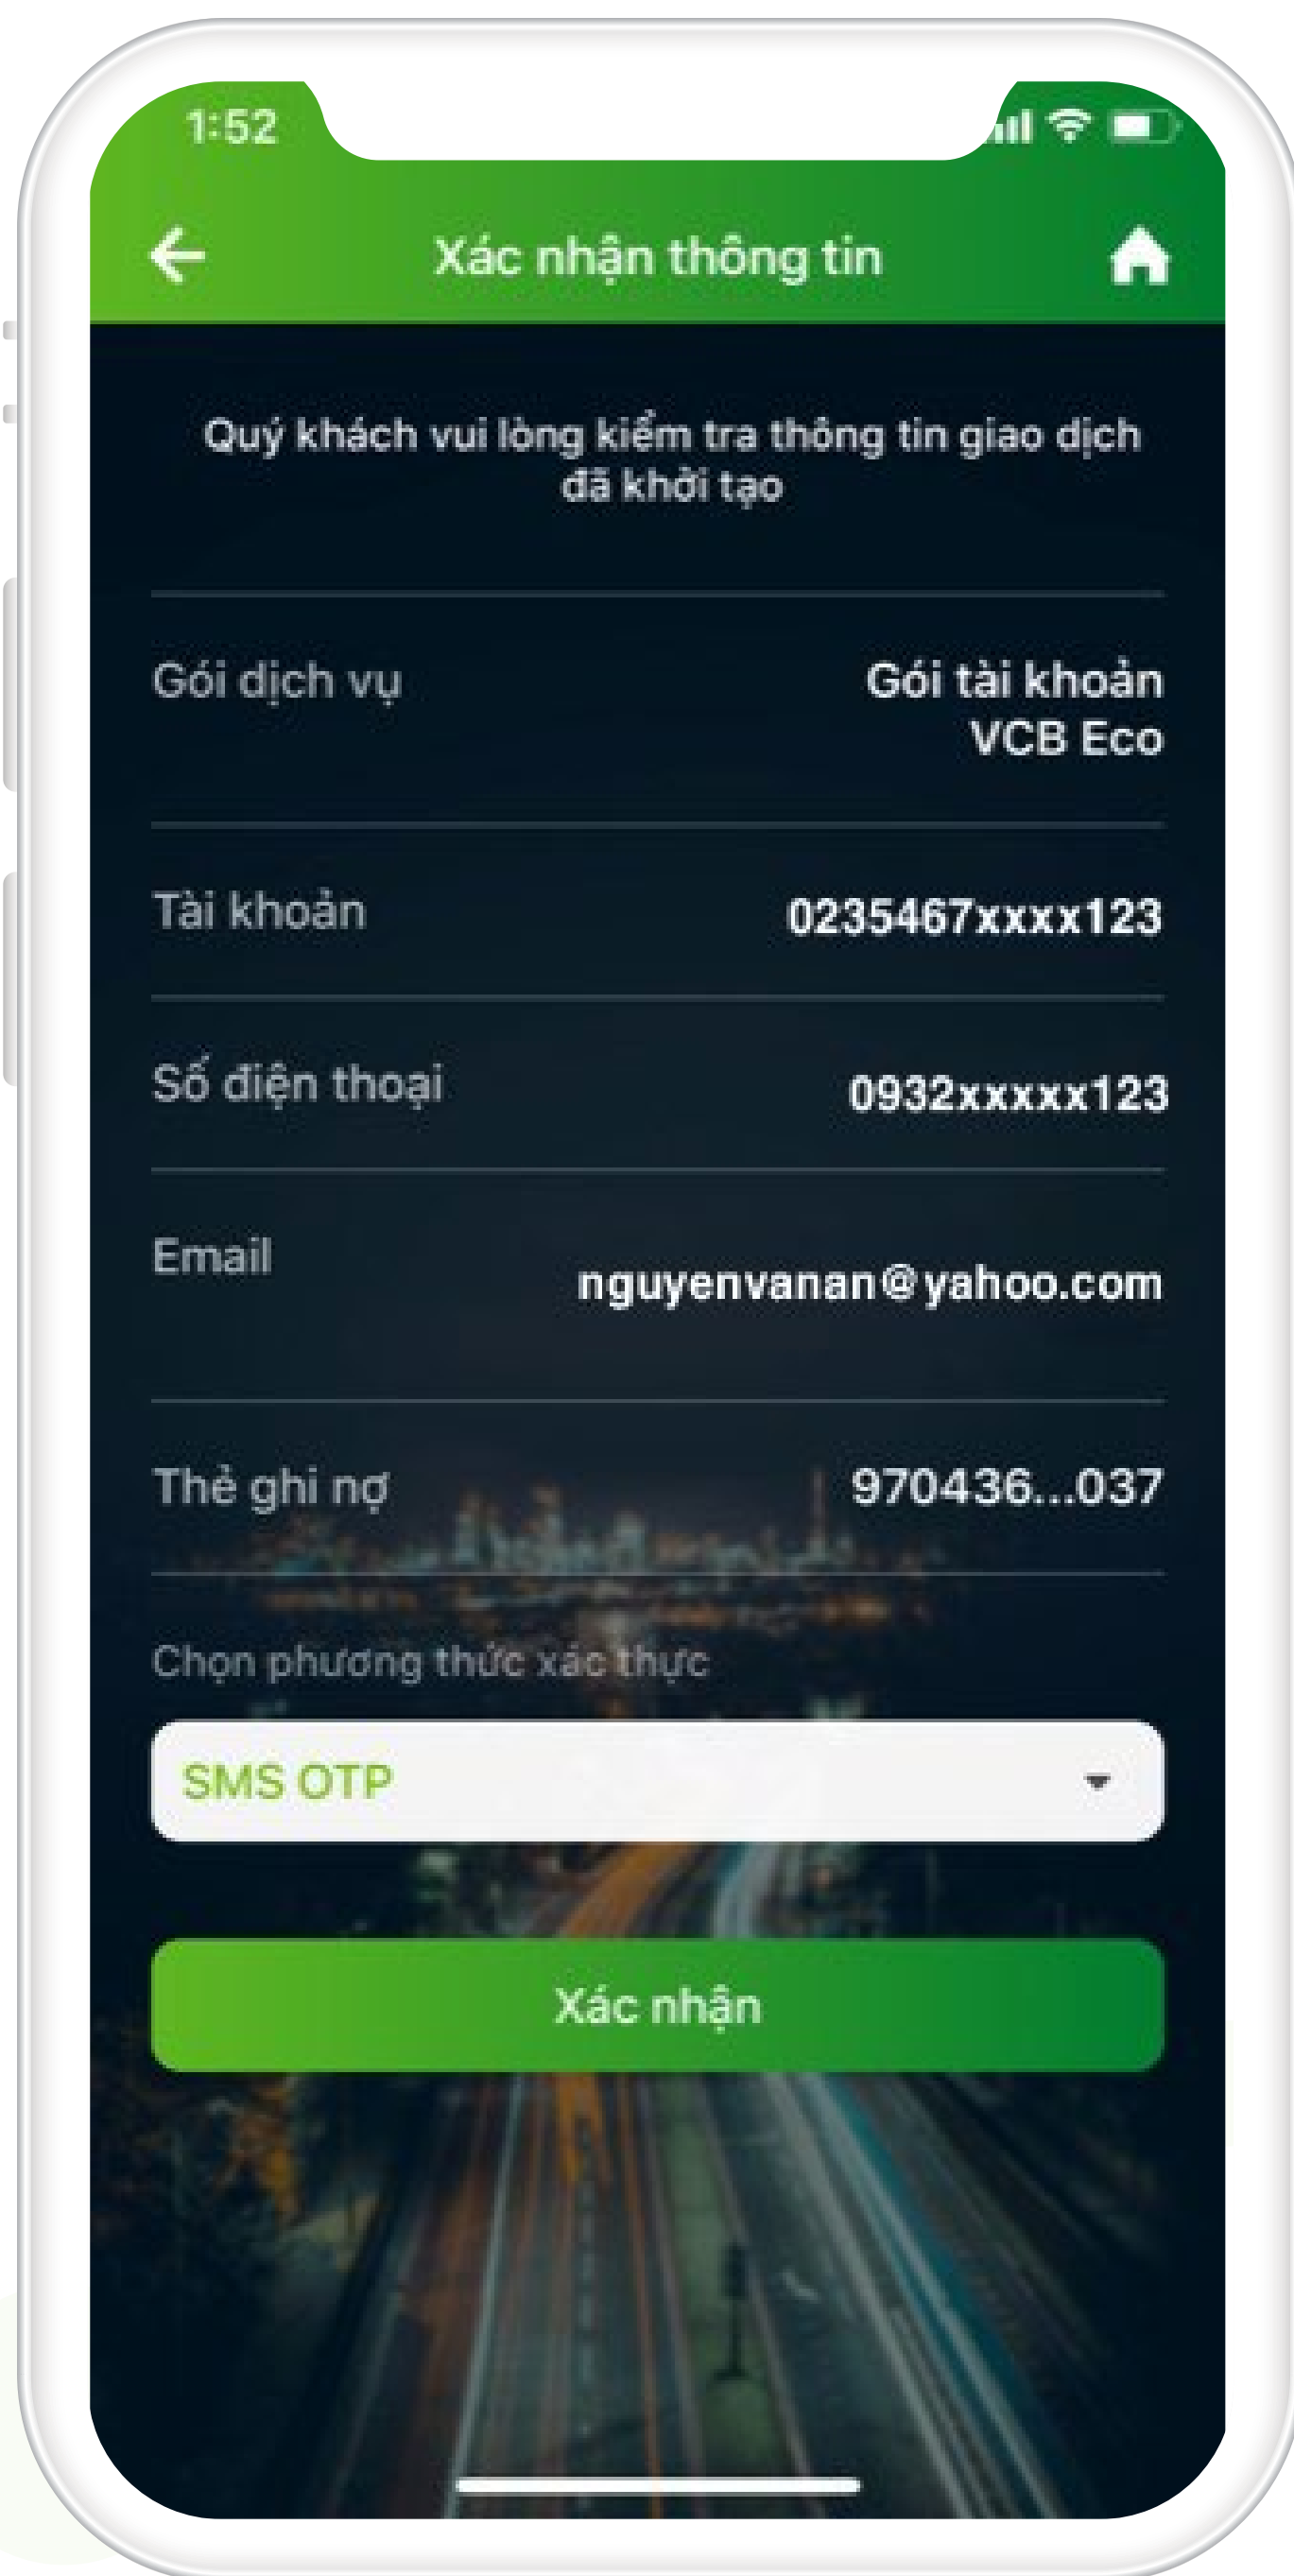 1:52
Xác nhận thông tin
Quý khách vui lòng kiểm tra thông tin giao dịch
đã khởi tạo
Gói dịch vụ
Gói tài khoản
VCB Eco
Tài khoản
0235467xxxx123
Số điện thoại
0932xxxxx123
Email
nguyenvanan@yahoo.com
Thẻ ghi nợ
970436...037
Chọn phương thức xác thực
SMS OTP
Xác nhận